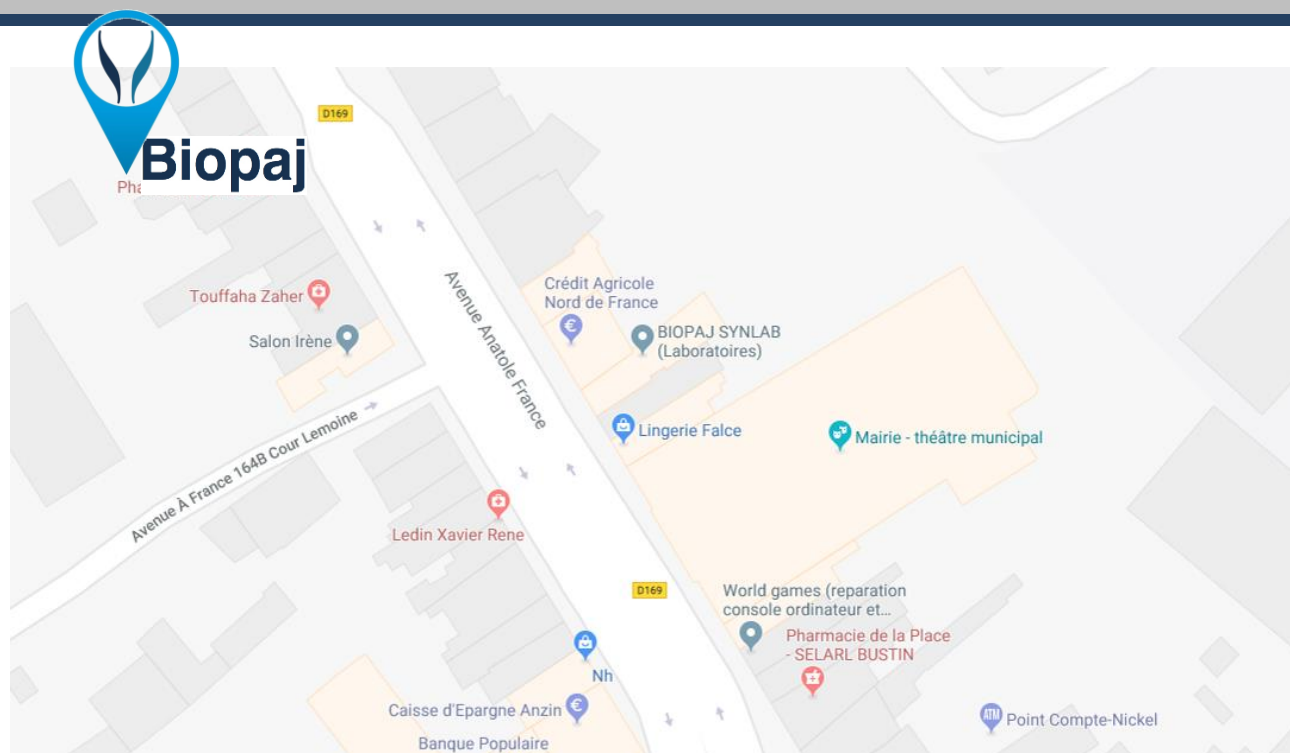 D169
Biopaj
Pha
Touffaha Zaher
Salon Irène
Avenue Anatole France
Crédit Agricole
Nord de France
€
BIOPAJ SYNLAB
(Laboratoires)
Lingerie Falce
Mairie - théâtre municipal
Avenue À France 164B Cour Lemoine
Ledin Xavier Rene
D169
World games (reparation
console ordinateur et...
Pharmacie de la Place
- SELARL BUSTIN
Nh
Caisse d'Epargne Anzin
€
Banque Populaire
ATM
Point Compte-Nickel